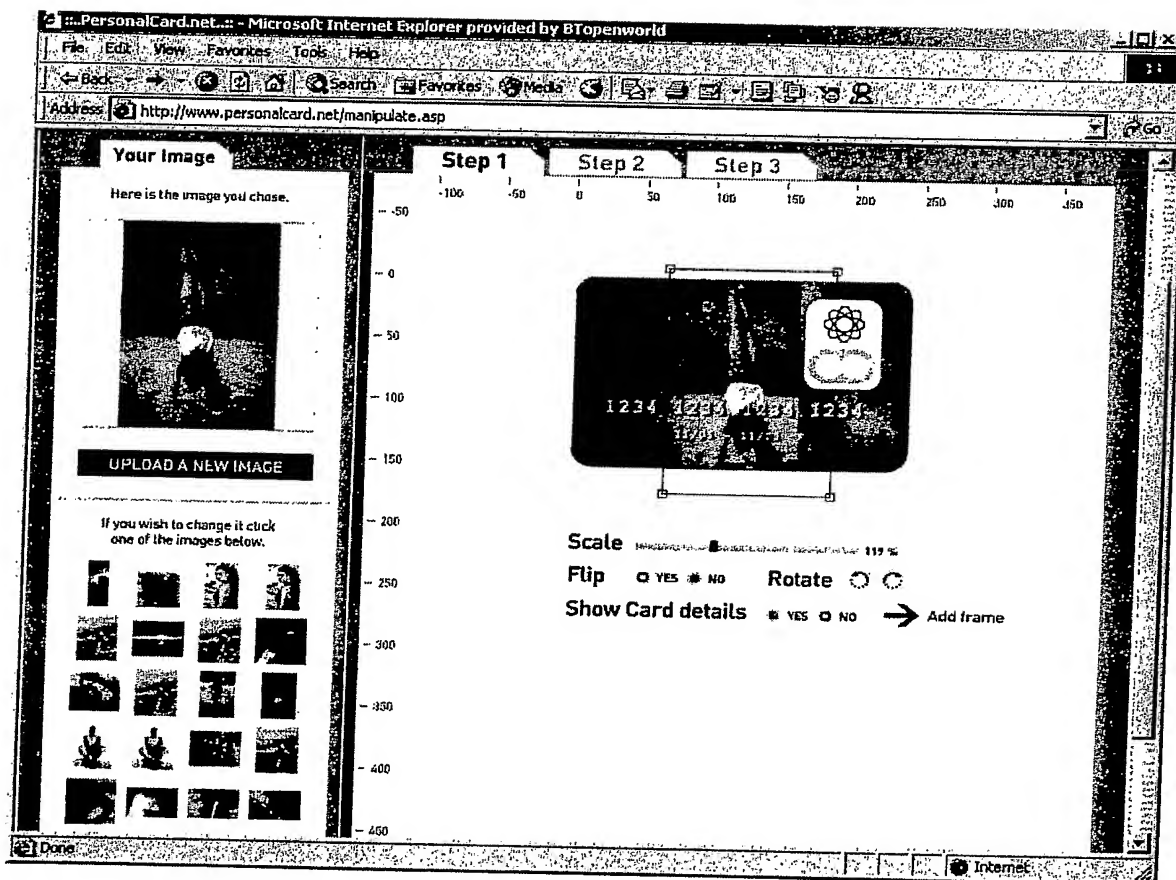 ::..PersonalCard.net..:: - Microsoft Internet Explorer provided by BTopenworld
File Edit View Favorites Tools Help
Back Search Favorites Media
Address http://www.personalcard.net/manipulate.asp Go
Your Image
Here is the image you chose.
UPLOAD A NEW IMAGE
If you wish to change it click
one of the images below.
Step 1 Step 2 Step 3
-100 -50 0 50 100 150 200 250 300 350
-50
0
50
100
150
200
250
300
350
400
450
1234 1234 1234 1234
Scale 119 %
Flip YES NO Rotate
Show Card details YES NO Add frame
Done Internet